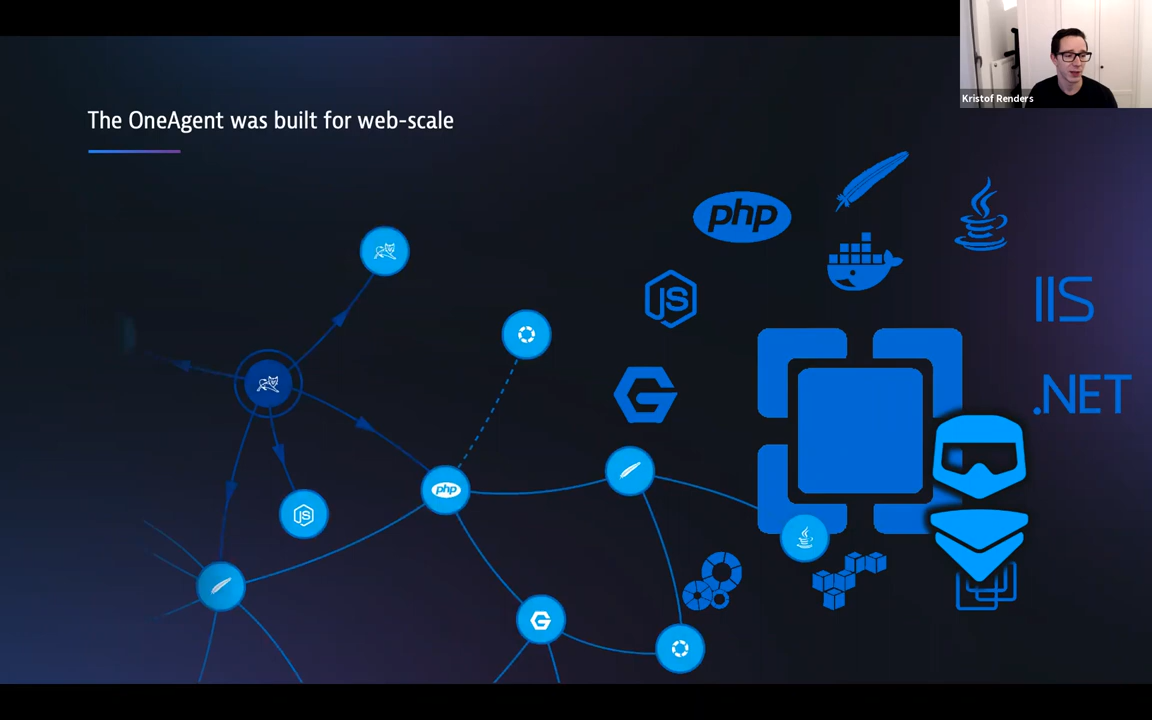 Kristof Renders
The OneAgent was built for web-scale
php
JS
IIS
.NET
php
JS